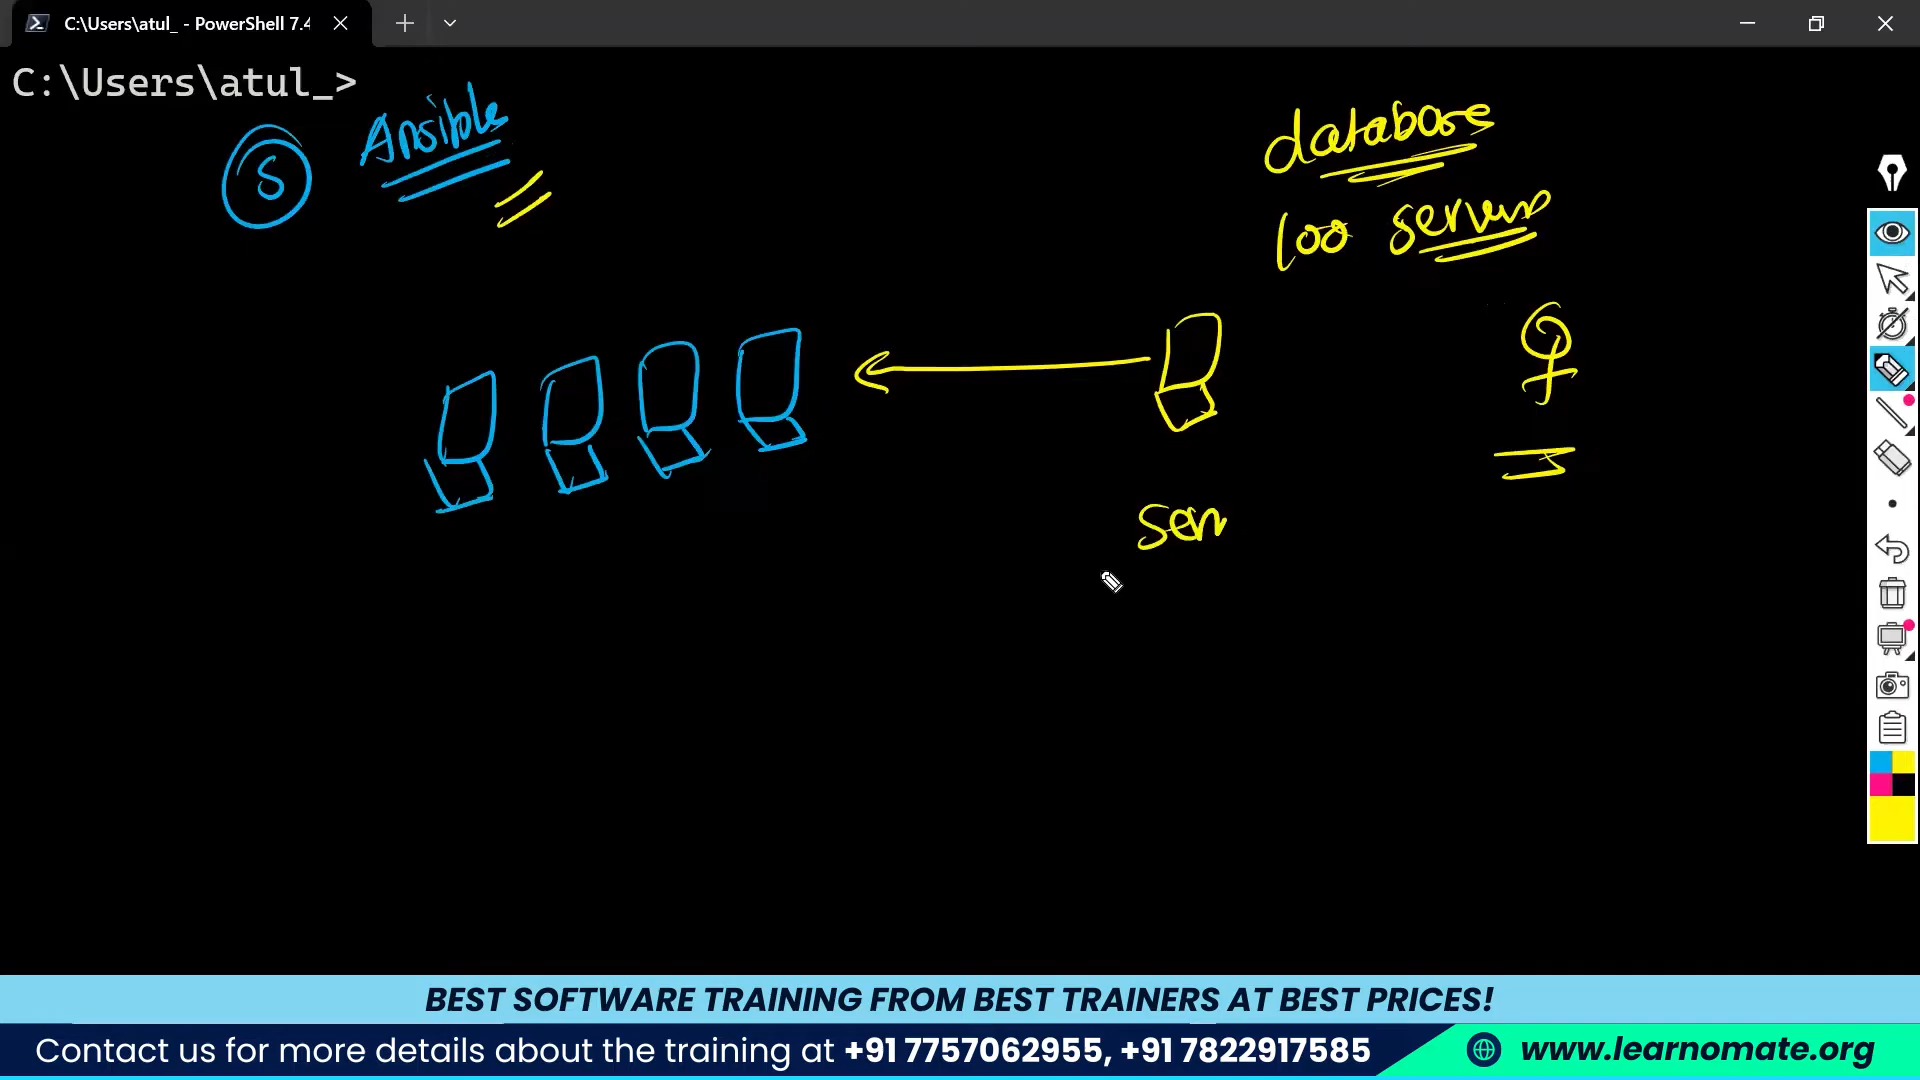 C:\Users\atul_ - PowerShell 7.4
C:\Users\atul_>
Ansible
S
database
100 servers
Serv
BEST SOFTWARE TRAINING FROM BEST TRAINERS AT BEST PRICES!
Contact us for more details about the training at +91 7757062955, +91 7822917585
www.learnomate.org